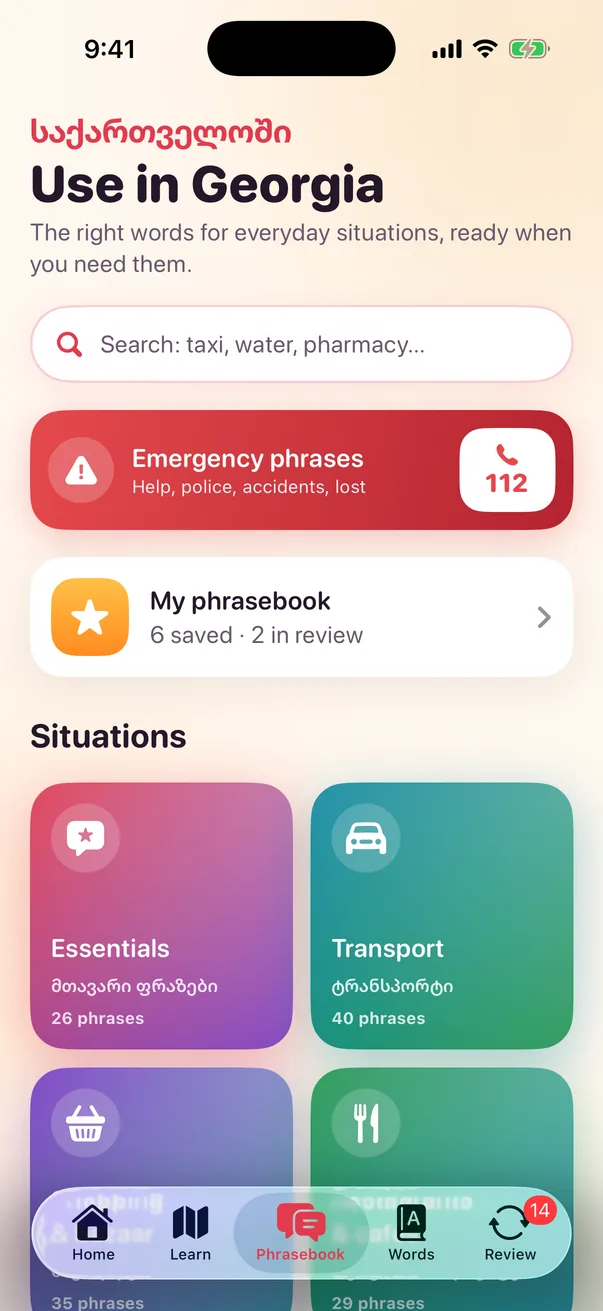 9:41
საქართველოში
Use in Georgia
The right words for everyday situations, ready when
you need them.
Search: taxi, water, pharmacy...
Emergency phrases
Help, police, accidents, lost
112
My phrasebook
6 saved · 2 in review
Situations
Essentials
მთავარი ფრაზები
26 phrases
Transport
ტრანსპორტი
40 phrases
Home
Learn
Phrasebook
Words
Review
14
35 phrases
29 phrases